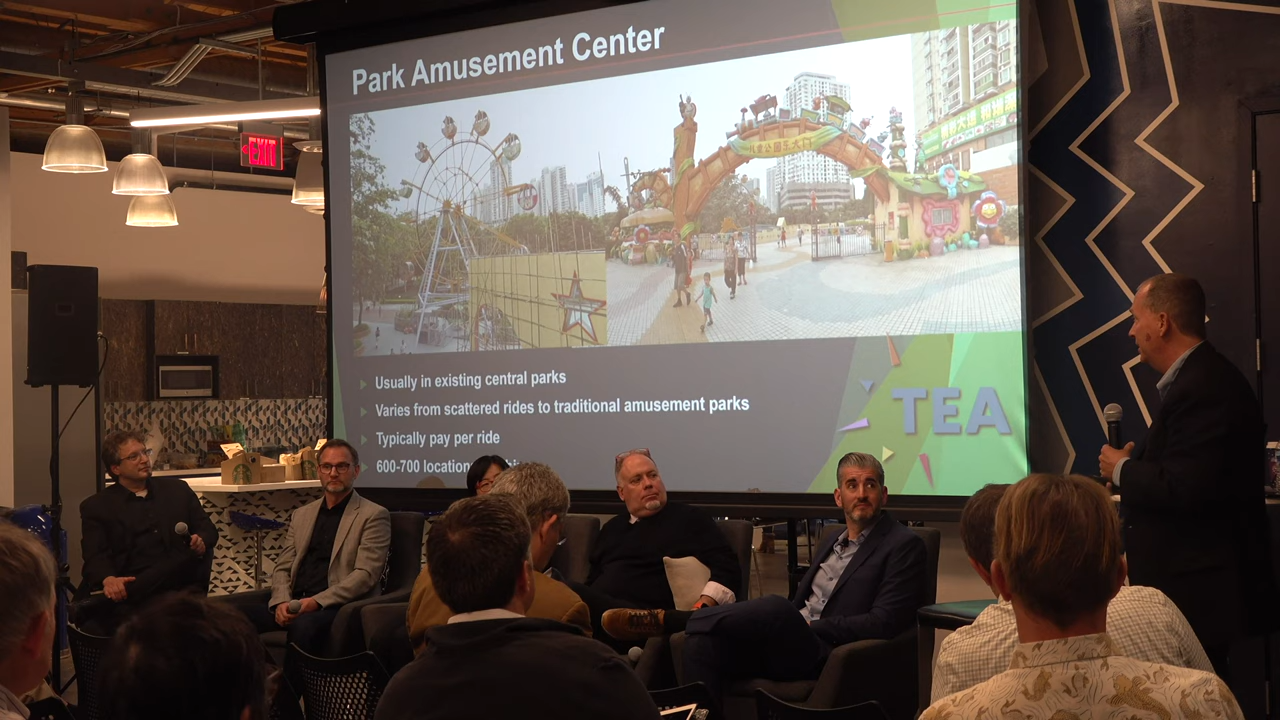 Park Amusement Center
EXIT
Usually in existing central parks
Varies from scattered rides to traditional amusement parks
Typically pay per ride
600-700 location
TEA